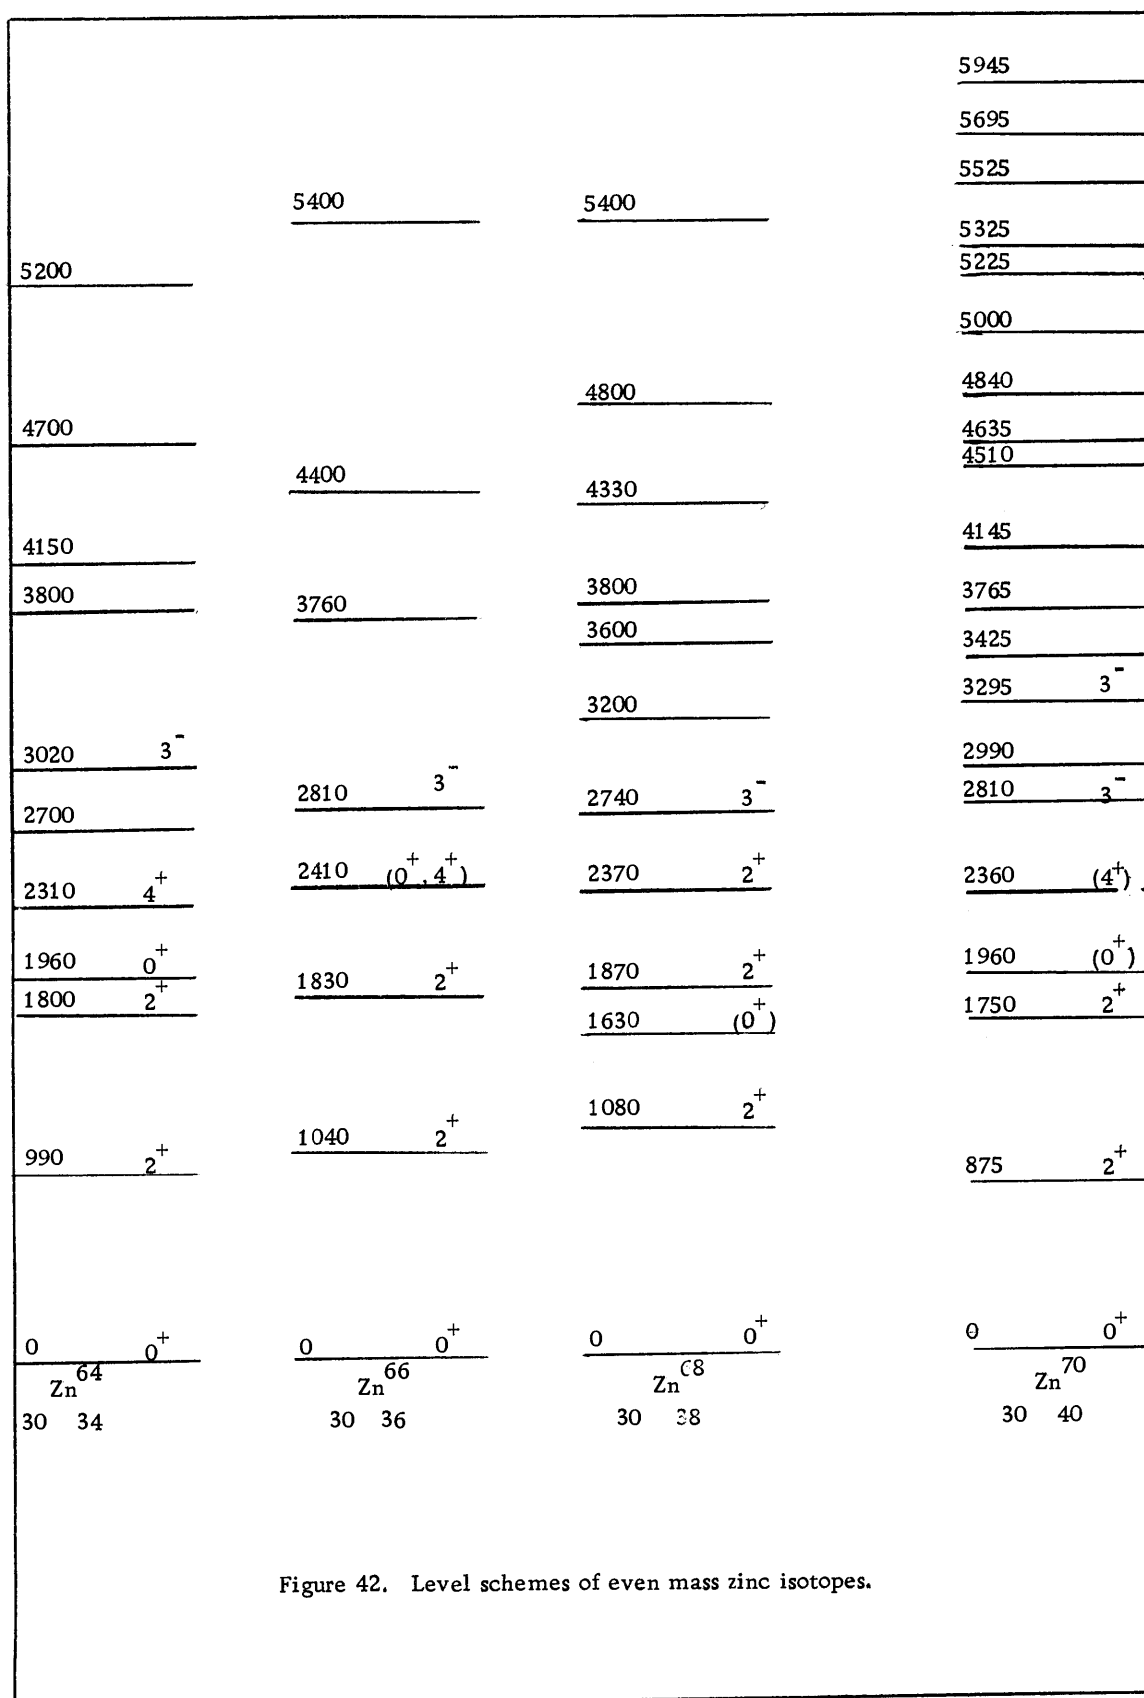 5945
5695
5525
5400 5400
5325
5200 5225
5000
4800 4840
4700 4635
4400 4330 4510
4150 4145
3800 3760 3800 3765
3600 3425
3200 3295 3⁻
3020 3⁻ 2990
2700 2810 3⁻ 2740 3⁻ 2810 3⁻
2310 4⁺ 2410 (0⁺, 4⁺) 2370 2⁺ 2360 (4⁺)
1960 0⁺ 1830 2⁺ 1870 2⁺ 1960 (0⁺)
1800 2⁺ 1630 (0⁺) 1750 2⁺
990 2⁺ 1040 2⁺ 1080 2⁺ 875 2⁺
0 0⁺ 0 0⁺ 0 0⁺ 0 0⁺
Zn⁶⁴ Zn⁶⁶ Zn⁶⁸ Zn⁷⁰
30 34 30 36 30 38 30 40
Figure 42. Level schemes of even mass zinc isotopes.